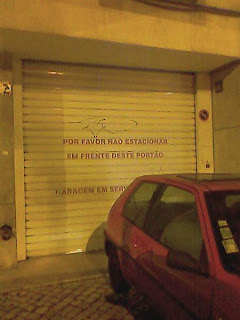 POR FAVOR NÃO ESTACIONAR
EM FRENTE DESTE PORTÃO
GARAGEM EM